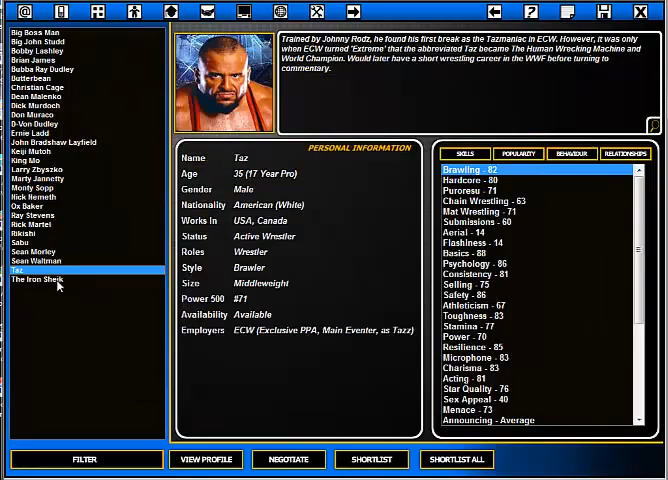 Big Boss Man
Big John Studd
Bobby Lashley
Brian James
Bubba Ray Dudley
Butterbean
Christian Cage
Dean Malenko
Dick Murdoch
Don Muraco
D-Von Dudley
Ernie Ladd
John Bradshaw Layfield
Keiji Mutoh
King Mo
Larry Zbyszko
Marty Jannetty
Monty Sopp
Nick Nemeth
Ox Baker
Ray Stevens
Rick Martel
Rikishi
Sabu
Sean Morley
Sean Waltman
Taz
The Iron Sheik
Trained by Johnny Rodz, he found his first break as the Tazmaniac in ECW. However, it was only
when ECW turned 'Extreme' that the abbreviated Taz became The Human Wrecking Machine and
World Champion. Would later have a short wrestling career in the WWF before turning to
commentary.
PERSONAL INFORMATION
Name Taz
Age 35 (17 Year Pro)
Gender Male
Nationality American (White)
Works In USA, Canada
Status Active Wrestler
Roles Wrestler
Style Brawler
Size Middleweight
Power 500 #71
Availability Available
Employers ECW (Exclusive PPA, Main Eventer, as Tazz)
SKILLS POPULARITY BEHAVIOUR RELATIONSHIPS
Brawling - 82
Hardcore - 80
Puroresu - 71
Chain Wrestling - 63
Mat Wrestling - 71
Submissions - 60
Aerial - 14
Flashiness - 14
Basics - 88
Psychology - 86
Consistency - 81
Selling - 75
Safety - 86
Athleticism - 67
Toughness - 83
Stamina - 77
Power - 70
Resilience - 85
Microphone - 83
Charisma - 83
Acting - 81
Star Quality - 76
Sex Appeal - 40
Menace - 73
Announcing - Average
FILTER VIEW PROFILE NEGOTIATE SHORTLIST SHORTLIST ALL